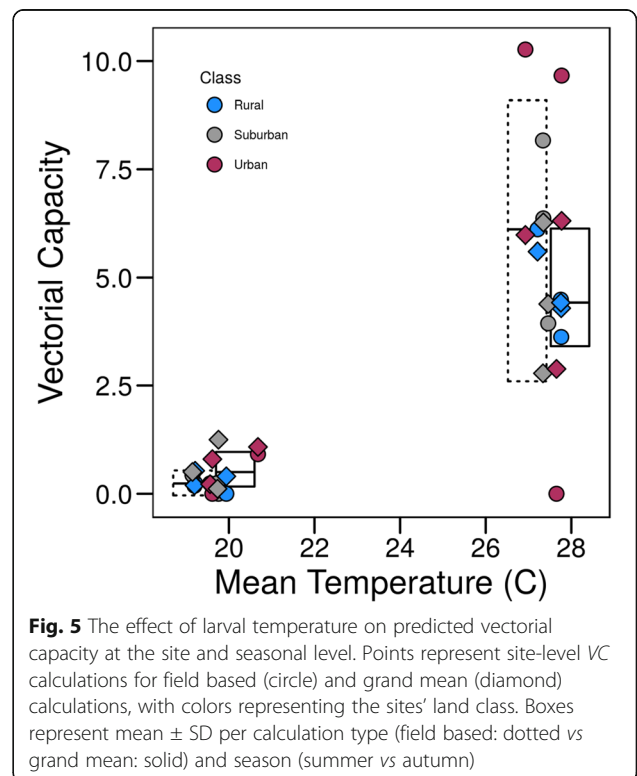 10.0
7.5
5.0
2.5
0.0
Vectorial Capacity
Class
Rural
Suburban
Urban
20 22 24 26 28
Mean Temperature (C)
Fig. 5 The effect of larval temperature on predicted vectorial
capacity at the site and seasonal level. Points represent site-level VC
calculations for field based (circle) and grand mean (diamond)
calculations, with colors representing the sites' land class. Boxes
represent mean ± SD per calculation type (field based: dotted vs
grand mean: solid) and season (summer vs autumn)